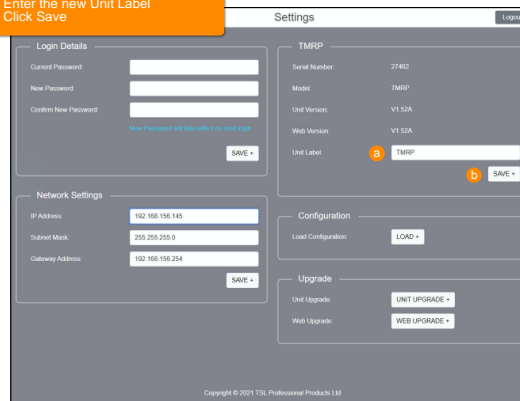 Enter the new Unit Label
Click Save
Settings
Logou
Login Details
Current Password:
New Password:
Confirm New Password:
New Password will take effect on next login
SAVE +
Network Settings
IP Address:
192.168.156.145
Subnet Mask:
255.255.255.0
Gateway Address:
192.168.156.254
SAVE +
TMRP
Serial Number:
27462
Model:
TMRP
Unit Version:
V1.52A
Web Version:
V1.52A
Unit Label:
a
TMRP
b
SAVE +
Configuration
Load Configuration:
LOAD +
Upgrade
Unit Upgrade:
UNIT UPGRADE +
Web Upgrade:
WEB UPGRADE +
Copyright © 2021 TSL Professional Products Ltd